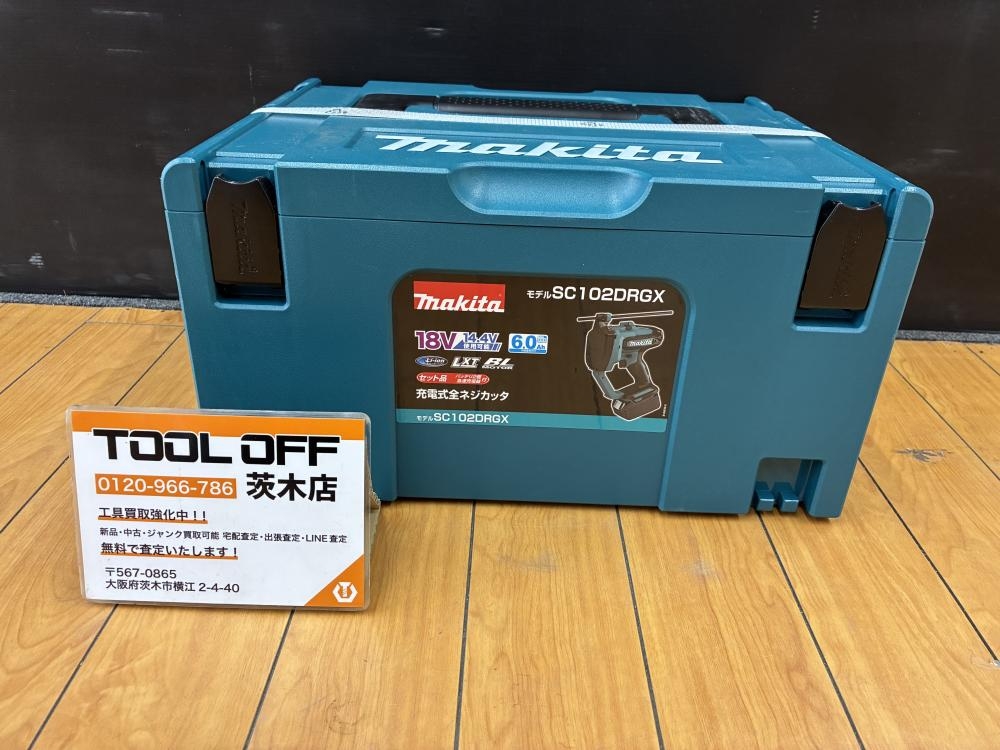 makita
makita
モデルSC102DRGX
18V 14.4V 使用可能 6.0Ah
Li-ion LXT BL MOTOR
セット品
充電式全ネジカッタ
モデルSC102DRGX
makita
TOOL OFF
0120-966-786 茨木店
工具買取強化中!!
新品・中古・ジャンク買取可能 宅配査定・出張査定・LINE査定
無料で査定いたします!
〒567-0865
大阪府茨木市横江 2-4-40